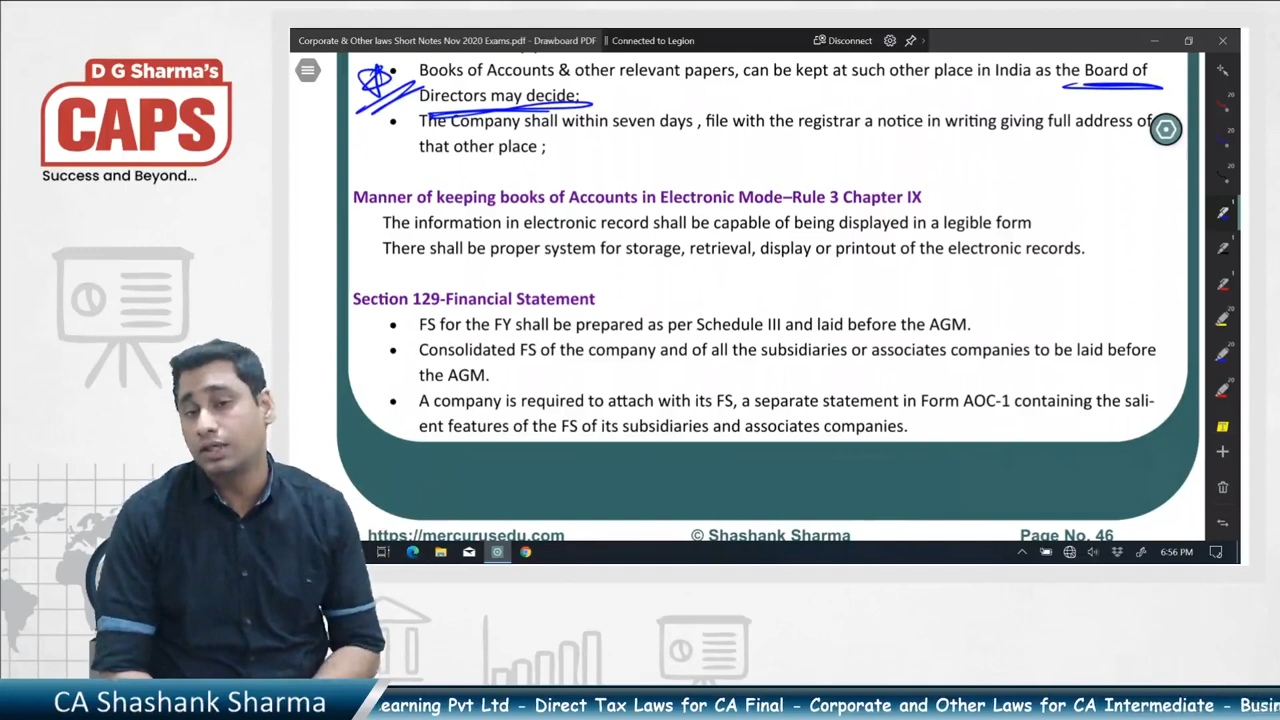 D G Sharma's
CAPS
Success and Beyond...
Corporate & Other laws Short Notes Nov 2020 Exams.pdf - Drawboard PDF
Connected to Legion
Disconnect
• Books of Accounts & other relevant papers, can be kept at such other place in India as the Board of
Directors may decide;
• The Company shall within seven days , file with the registrar a notice in writing giving full address of
that other place ;
Manner of keeping books of Accounts in Electronic Mode–Rule 3 Chapter IX
The information in electronic record shall be capable of being displayed in a legible form
There shall be proper system for storage, retrieval, display or printout of the electronic records.
Section 129-Financial Statement
• FS for the FY shall be prepared as per Schedule III and laid before the AGM.
• Consolidated FS of the company and of all the subsidiaries or associates companies to be laid before
the AGM.
• A company is required to attach with its FS, a separate statement in Form AOC-1 containing the sali-
ent features of the FS of its subsidiaries and associates companies.
https://mercurusedu.com © Shashank Sharma Page No. 46
6:56 PM
CA Shashank Sharma
earning Pvt Ltd - Direct Tax Laws for CA Final - Corporate and Other Laws for CA Intermediate - Busi